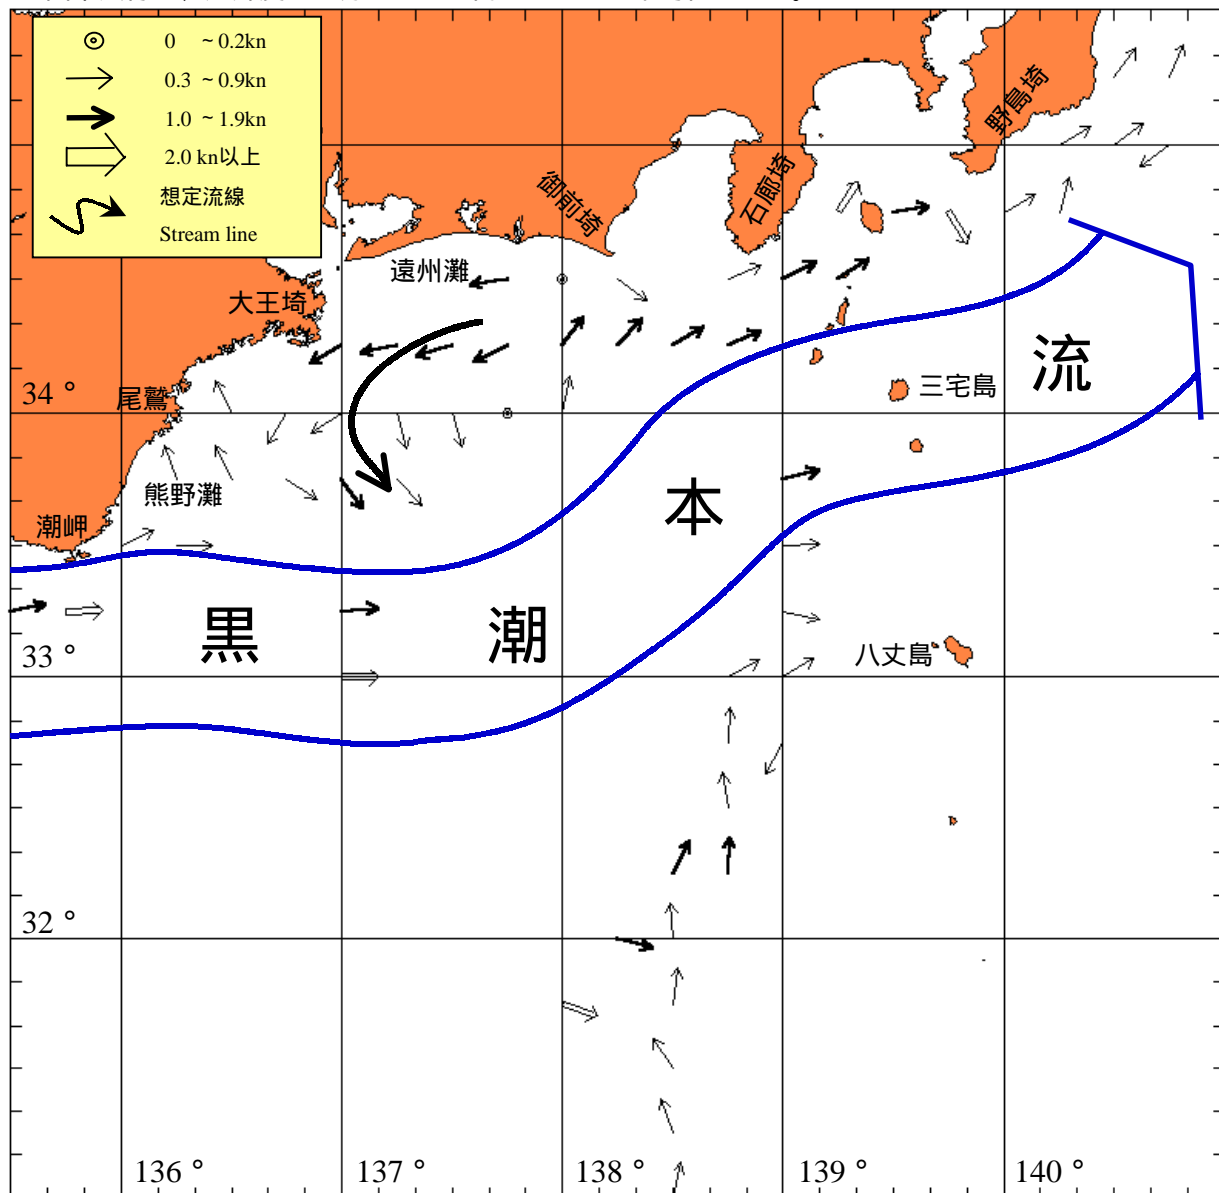 0 ~ 0.2kn
0.3 ~ 0.9kn
1.0 ~ 1.9kn
2.0 kn以上
想定流線
Stream line
野島埼
石廊埼
御前埼
遠州灘
大王埼
尾鷲
熊野灘
潮岬
三宅島
八丈島
黒
潮
本
流
34 °
33 °
32 °
136 °
137 °
138 °
139 °
140 °